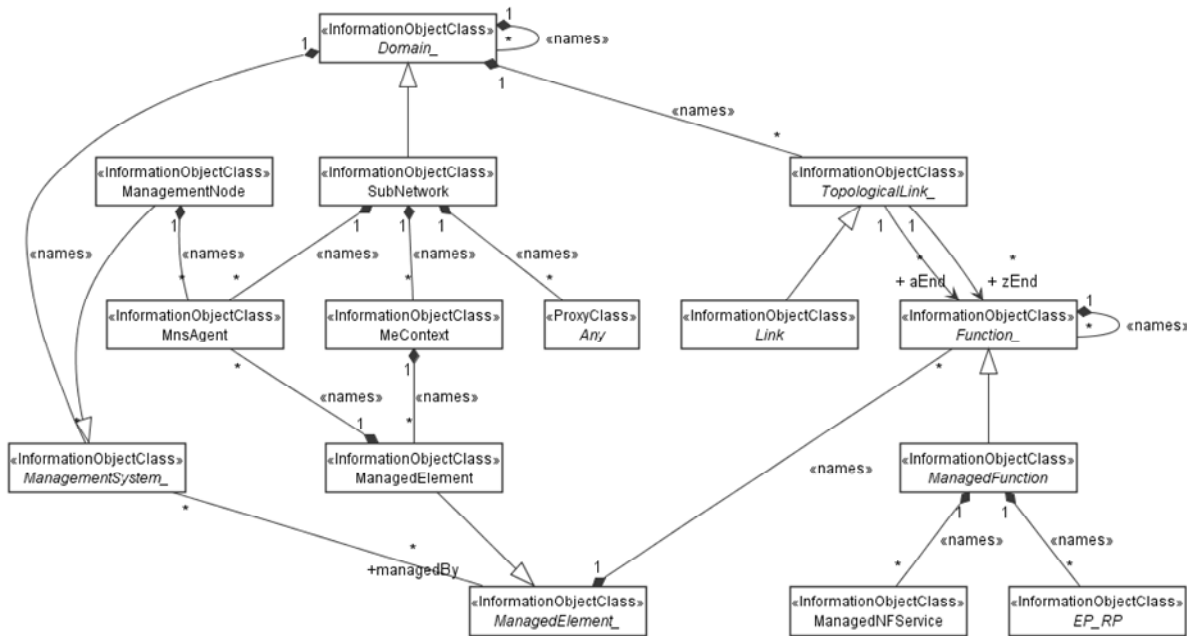 1
«InformationObjectClass»
Domain_
1
*
«names»
1
1
«names»
*
«InformationObjectClass»
ManagementNode
«InformationObjectClass»
SubNetwork
«InformationObjectClass»
TopologicalLink_
1
1
1
1
1
1
«names»
«names»
«names»
«names»
«names»
*
*
*
*
*
*
+ aEnd
+ zEnd
«InformationObjectClass»
MnsAgent
«InformationObjectClass»
MeContext
«ProxyClass»
Any
«InformationObjectClass»
Link
«InformationObjectClass»
Function_
1
*
«names»
*
1
*
«names»
«names»
*
1
*
«InformationObjectClass»
ManagementSystem_
«InformationObjectClass»
ManagedElement
«names»
«InformationObjectClass»
ManagedFunction
*
1
1
«names»
«names»
*
+managedBy
1
*
*
«InformationObjectClass»
ManagedElement_
«InformationObjectClass»
ManagedNFService
«InformationObjectClass»
EP_RP